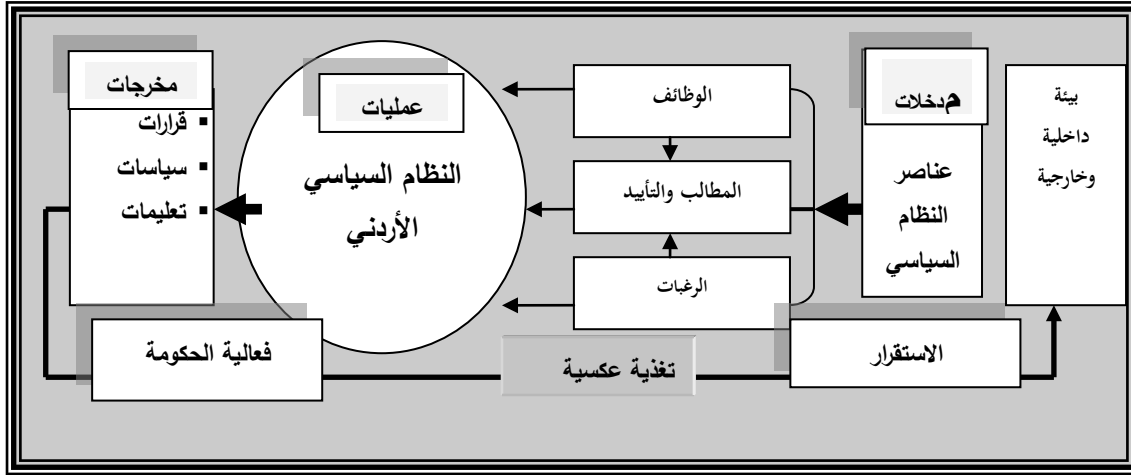 بيئة
داخلية
وخارجية
مدخلات
عناصر
النظام
السياسي
الوظائف
المطالب والتأييد
الرغبات
عمليات
النظام السياسي
الأردني
مخرجات
▪ قرارات
▪ سياسات
▪ تعليمات
الاستقرار
تغذية عكسية
فعالية الحكومة